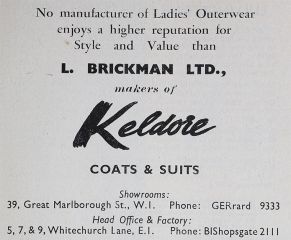 No manufacturer of Ladies' Outerwear
enjoys a higher reputation for
Style and Value than
L. BRICKMAN LTD.,
makers of
Keldore
COATS & SUITS
Showrooms:
39, Great Marlborough St., W.1. Phone: GERrard 9333
Head Office & Factory:
5, 7, & 9, Whitechurch Lane, E.1. Phone: BIShopsgate 2111